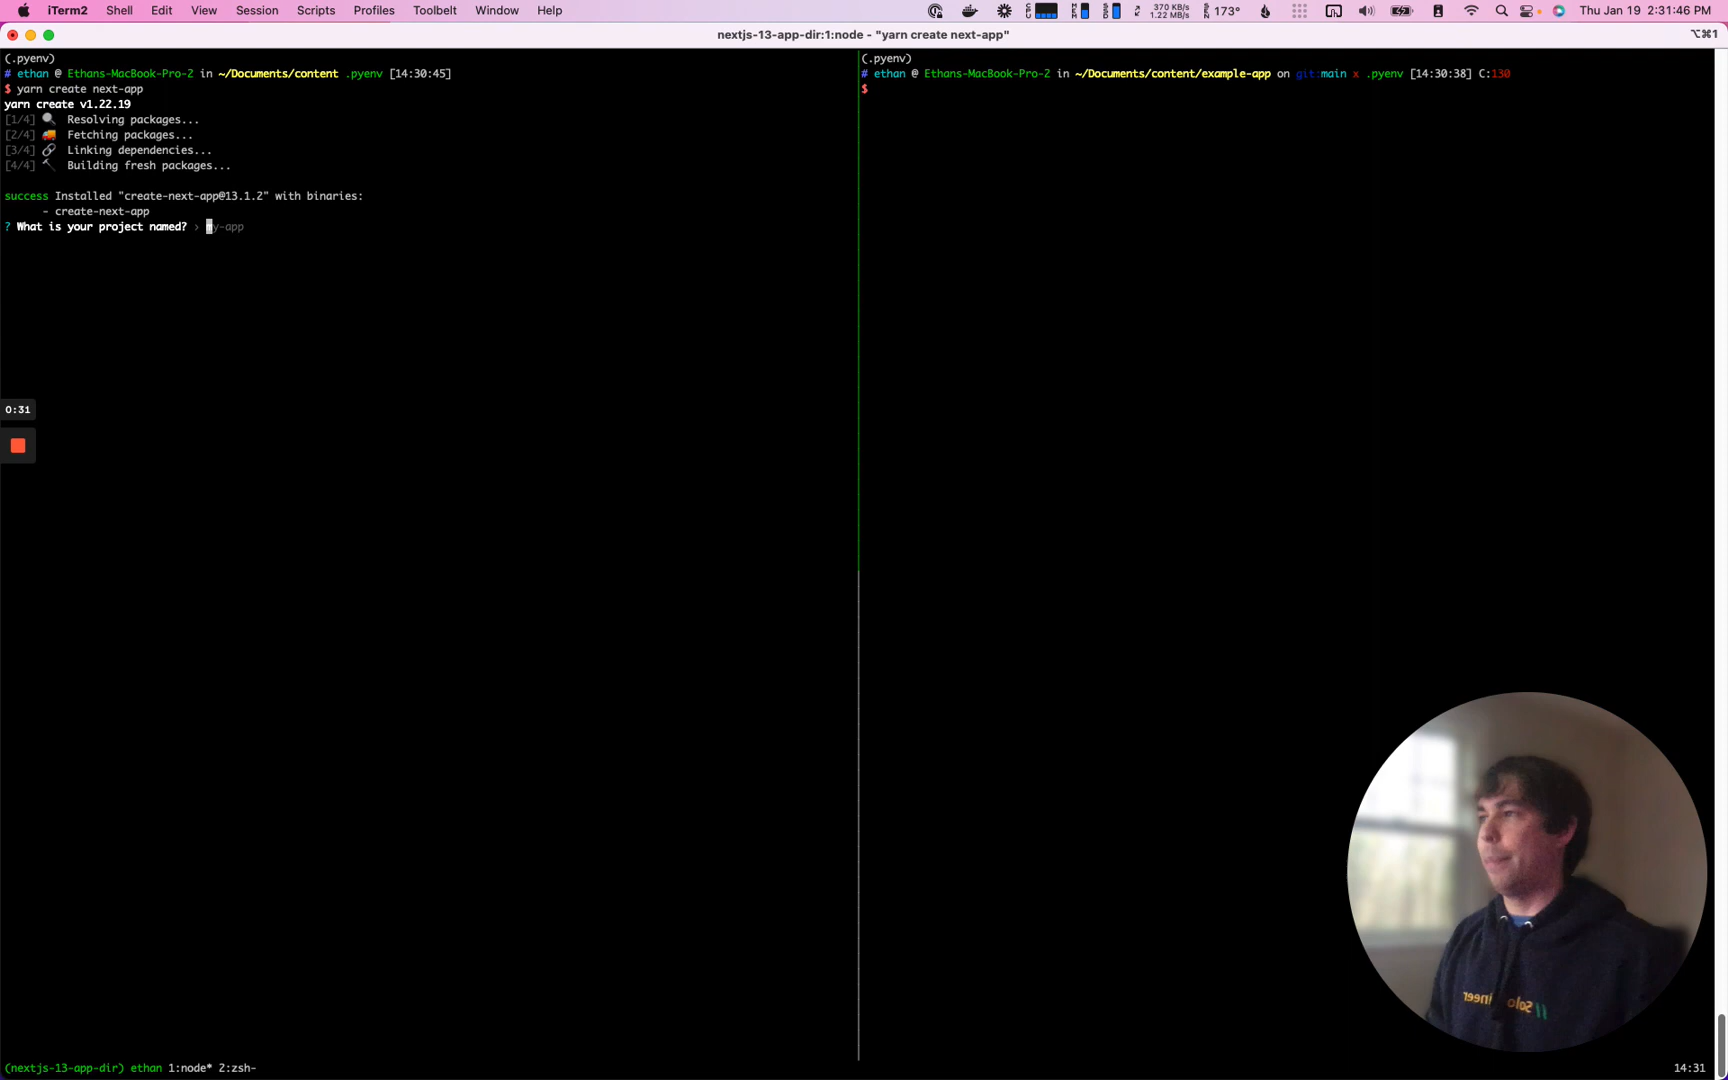 iTerm2 Shell Edit View Session Scripts Profiles Toolbelt Window Help
370 KB/s
1.22 MB/s
173° Thu Jan 19 2:31:46 PM
nextjs-13-app-dir:1:node - "yarn create next-app"
⌥⌘1
(.pyenv)
# ethan @ Ethans-MacBook-Pro-2 in ~/Documents/content .pyenv [14:30:45]
$ yarn create next-app
yarn create v1.22.19
[1/4] 🔍 Resolving packages...
[2/4] 🚚 Fetching packages...
[3/4] 🔗 Linking dependencies...
[4/4] 🔨 Building fresh packages...
success Installed "create-next-app@13.1.2" with binaries:
- create-next-app
? What is your project named? › my-app
(.pyenv)
# ethan @ Ethans-MacBook-Pro-2 in ~/Documents/content/example-app on git:main x .pyenv [14:30:38] C:130
$
0:31
(nextjs-13-app-dir) ethan 1:node* 2:zsh-
14:31